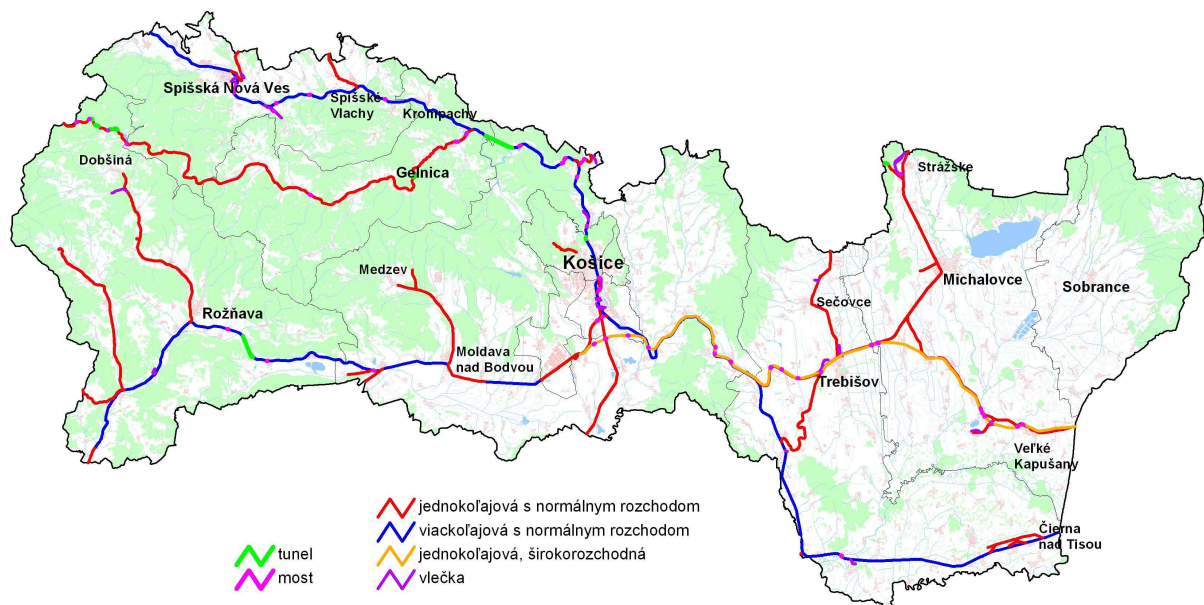 Spišská Nová Ves
Spišské
Vlachy
Krompachy
Dobšiná
Gelnica
Strážske
Košice
Medzev
Michalovce
Sobrance
Sečovce
Rožňava
Moldava
nad Bodvou
Trebišov
Veľké
Kapušany
jednokoľajová s normálnym rozchodom
viackoľajová s normálnym rozchodom
Čierna
nad Tisou
tunel
jednokoľajová, širokorozchodná
most
vlečka